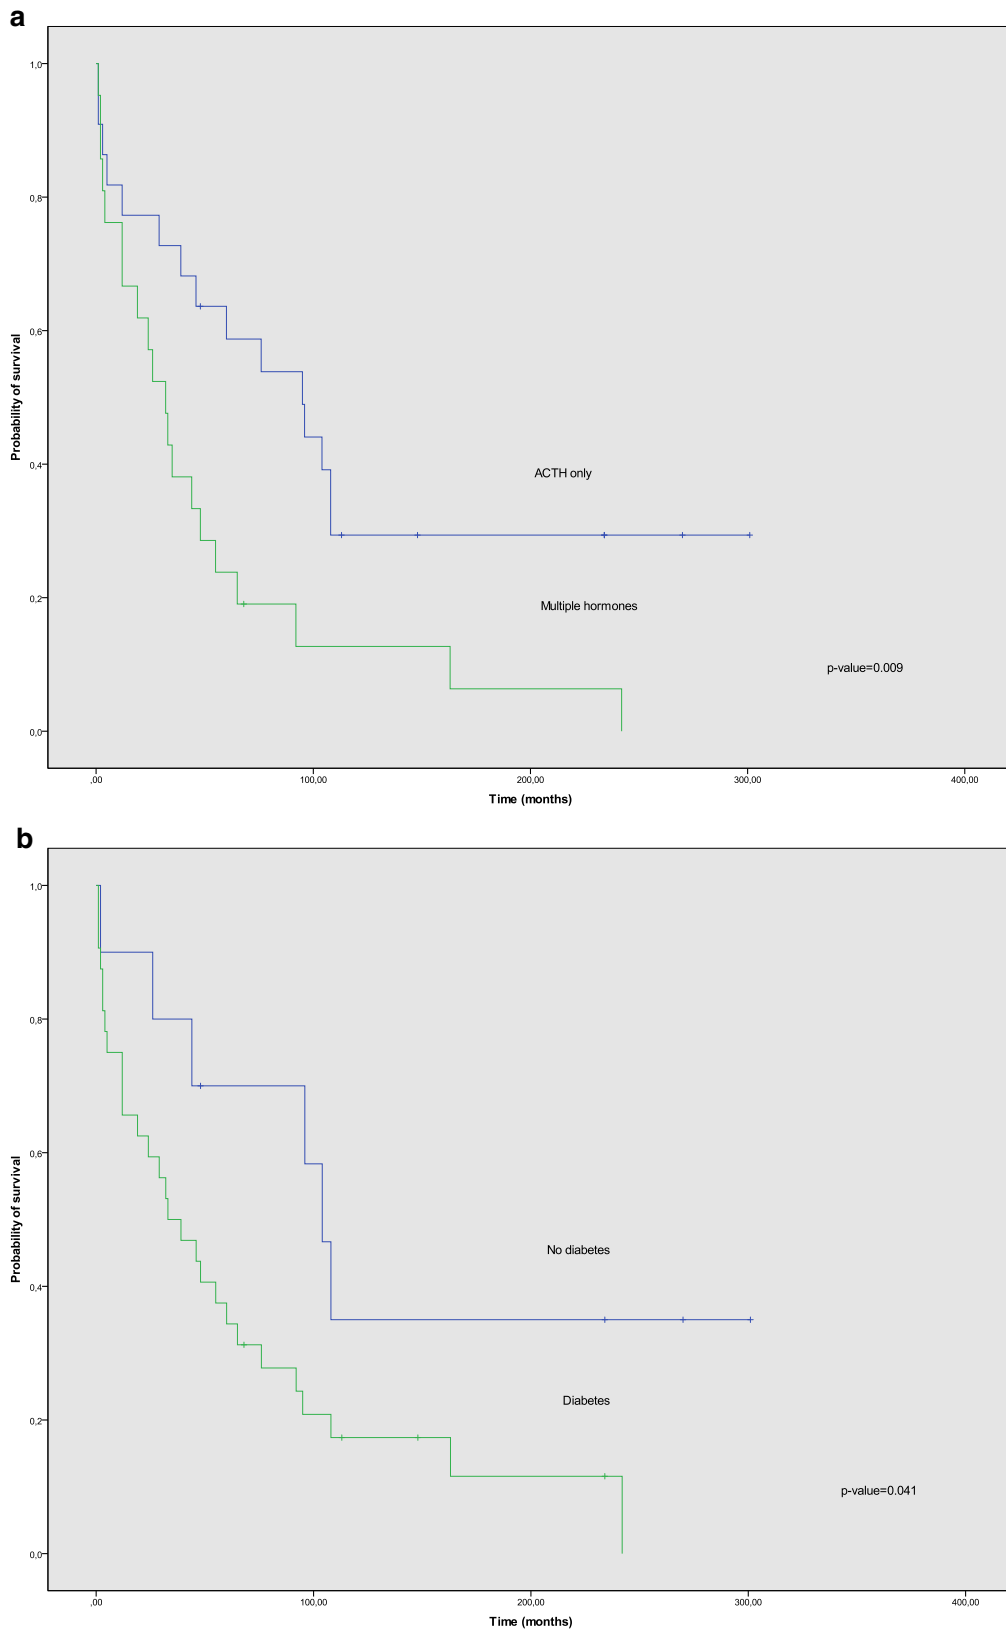 a
1,0
0,8
0,6
0,4
0,2
0,0
Probability of survival
ACTH only
Multiple hormones
p-value=0.009
,00 100,00 200,00 300,00 400,00
Time (months)
b
1,0
0,8
0,6
0,4
0,2
0,0
Probability of survival
No diabetes
Diabetes
p-value=0.041
,00 100,00 200,00 300,00 400,00
Time (months)